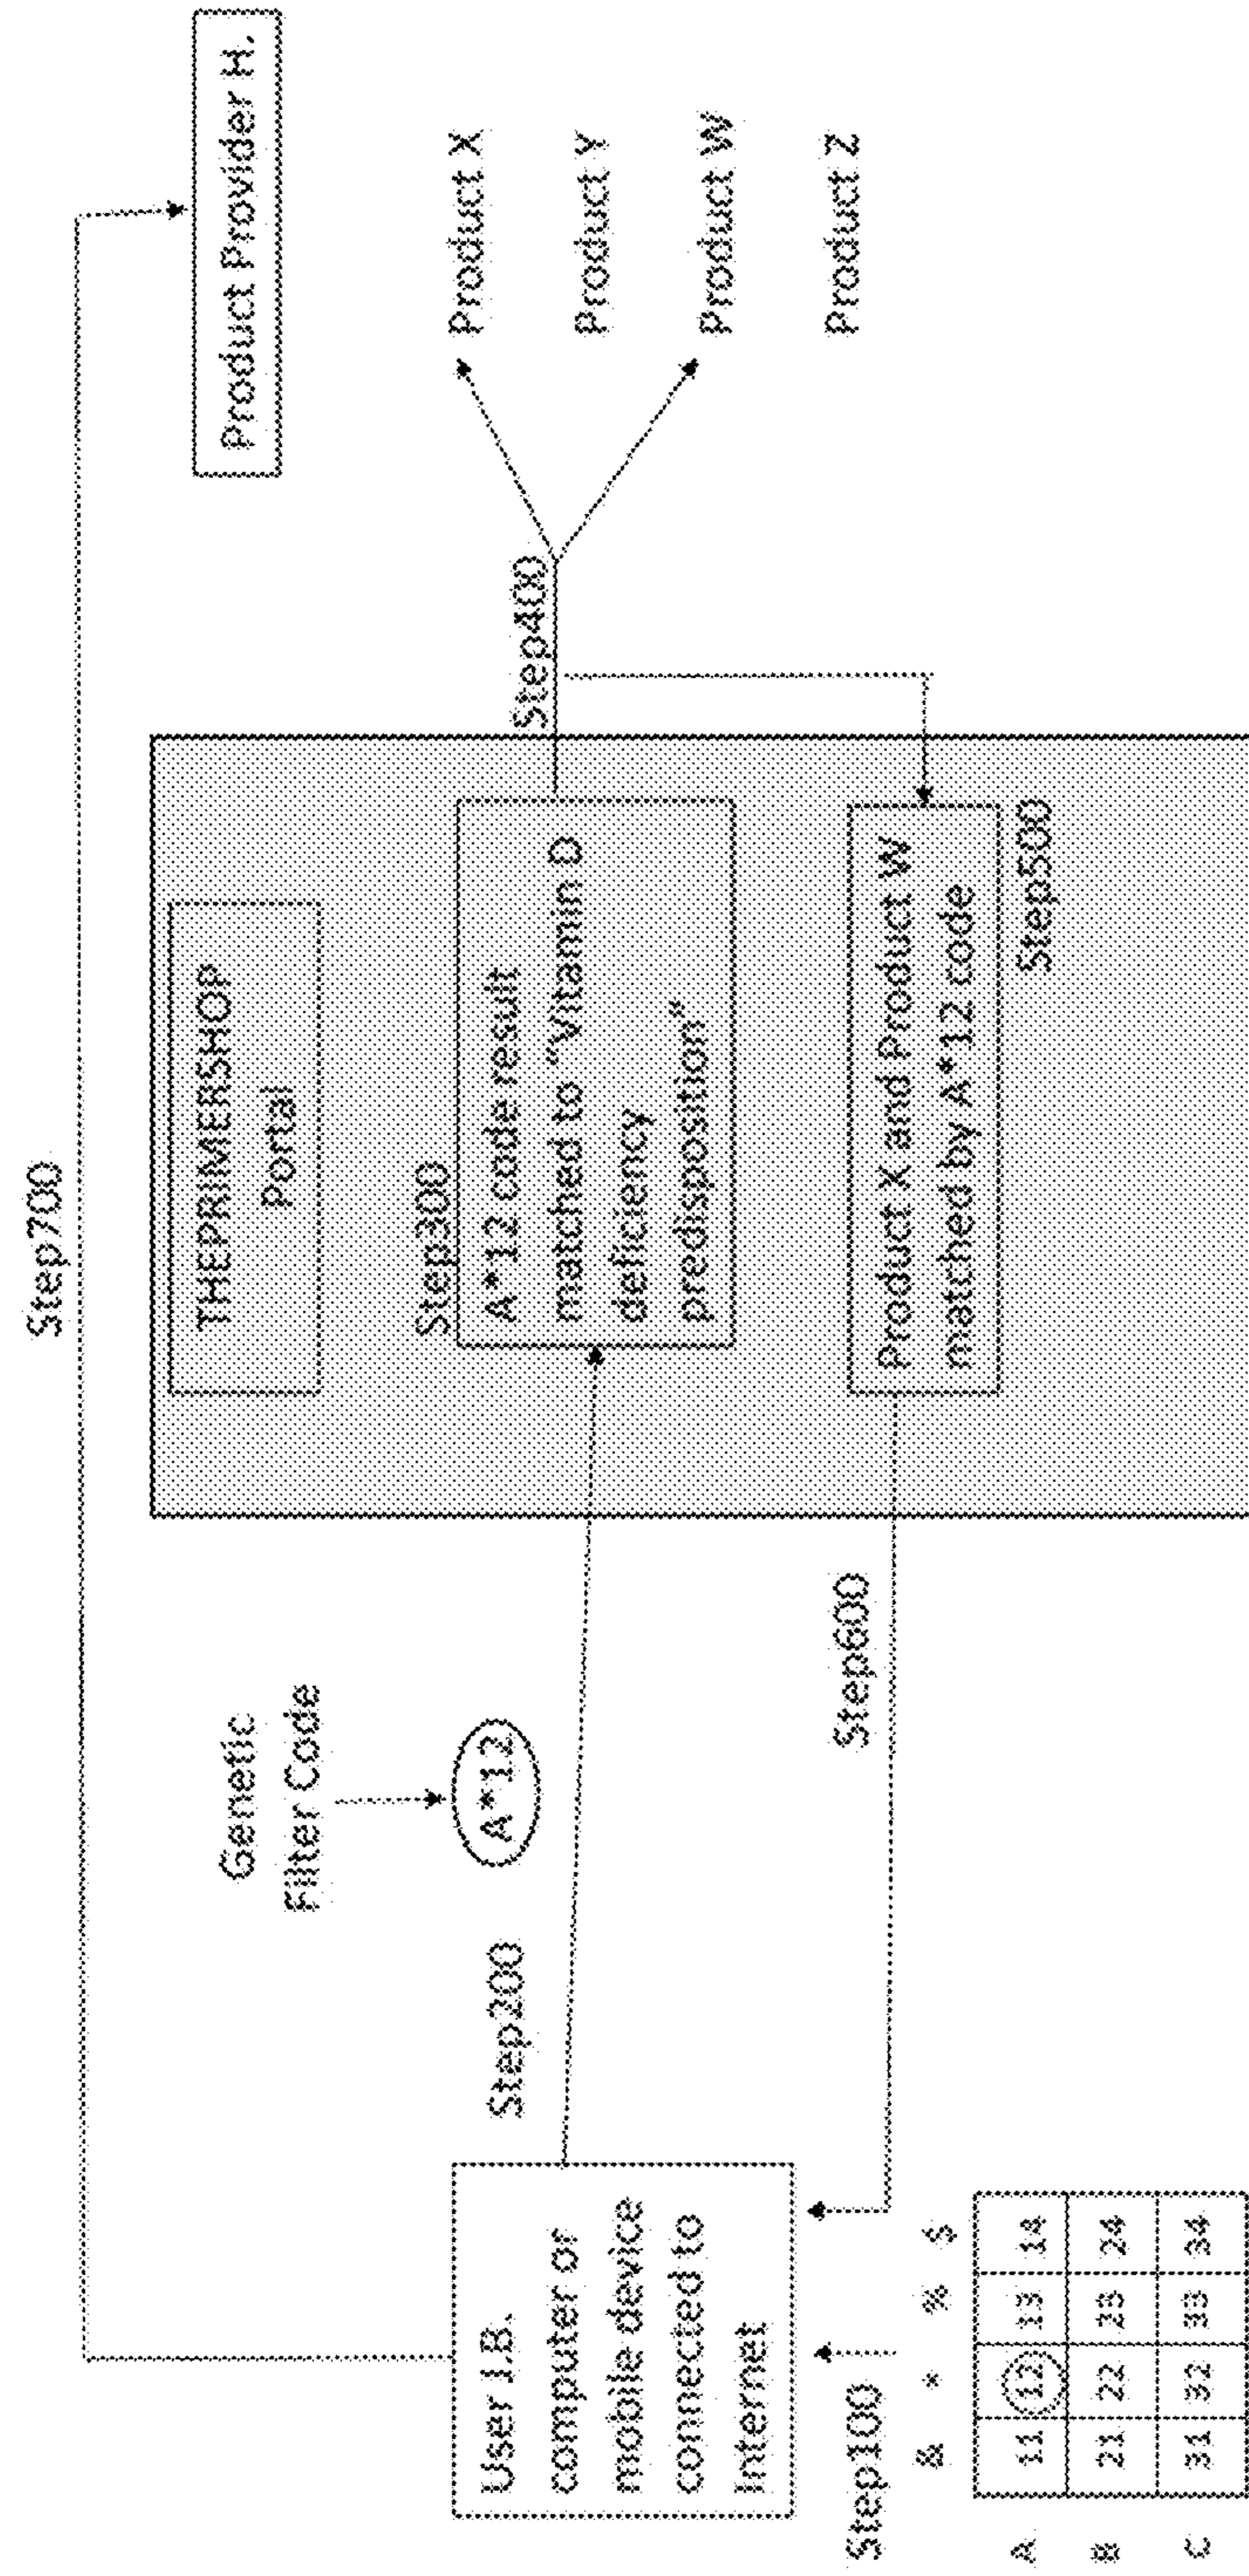 Step700
Product Provider H.
THEPRIMERSHOP
Portal
Genetic
Filter Code
A*12
Step200
User J.B.
computer or
mobile device
connected to
Internet
Step300
A*12 code result
matched to "Vitamin D
deficiency
predisposition"
Step400
Product X
Product Y
Product W
Product Z
Product X and Product W
matched by A*12 code
Step500
Step600
Step100
& * % $
A 11 12 13 14
B 21 22 23 24
C 31 32 33 34